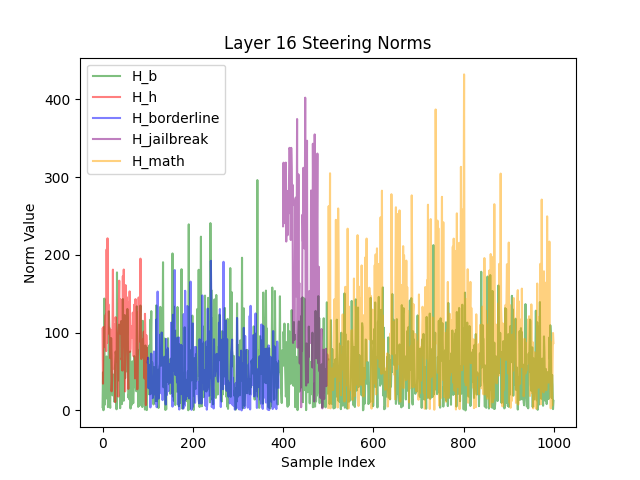 Layer 16 Steering Norms
H_b
H_h
H_borderline
H_jailbreak
H_math
Norm Value
400
300
200
100
0
0
200
400
600
800
1000
Sample Index